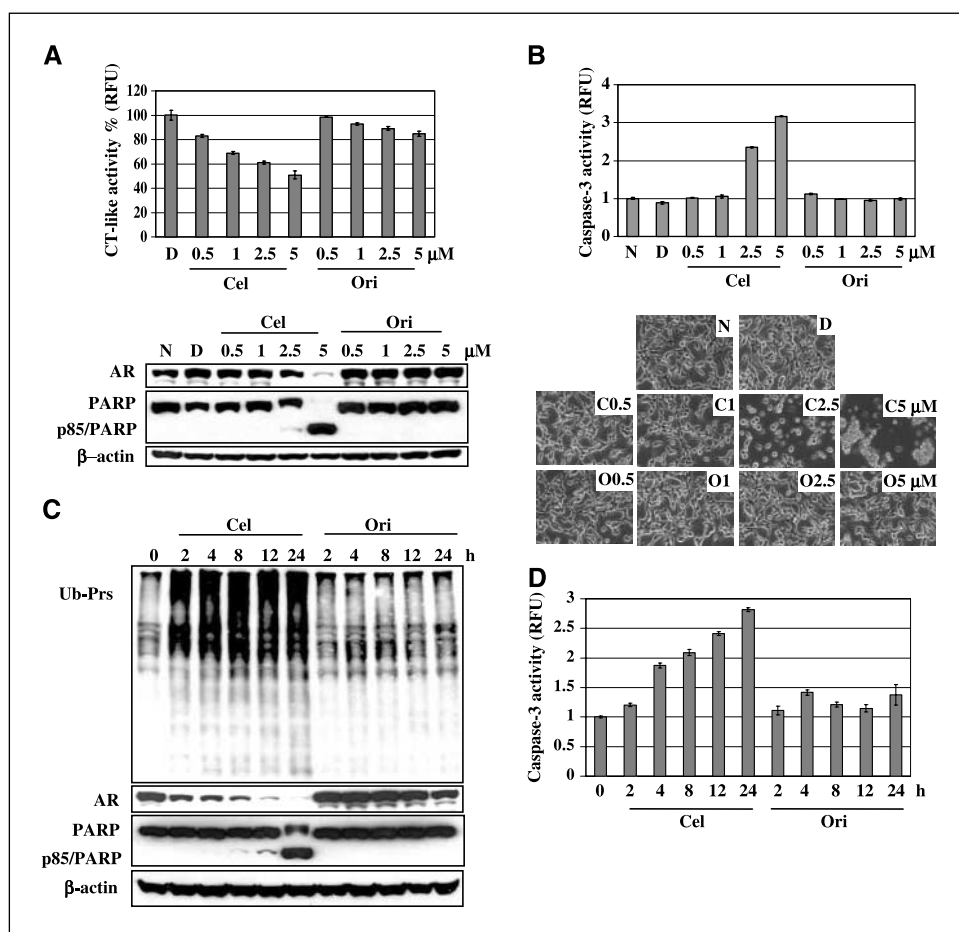 A
CT-like activity % (RFU)
120
100
80
60
40
20
0
D 0.5 1 2.5 5 0.5 1 2.5 5 μM
Cel Ori
Cel Ori
N D 0.5 1 2.5 5 0.5 1 2.5 5 μM
AR
PARP
p85/PARP
β–actin
B
Caspase-3 activity (RFU)
4
3
2
1
0
N D 0.5 1 2.5 5 0.5 1 2.5 5 μM
Cel Ori
N D
C0.5 C1 C2.5 C5 μM
O0.5 O1 O2.5 O5 μM
C
Cel Ori
0 2 4 8 12 24 2 4 8 12 24 h
Ub-Prs
AR
PARP
p85/PARP
β-actin
D
Caspase-3 activity (RFU)
3
2.5
2
1.5
1
0.5
0
0 2 4 8 12 24 2 4 8 12 24 h
Cel Ori